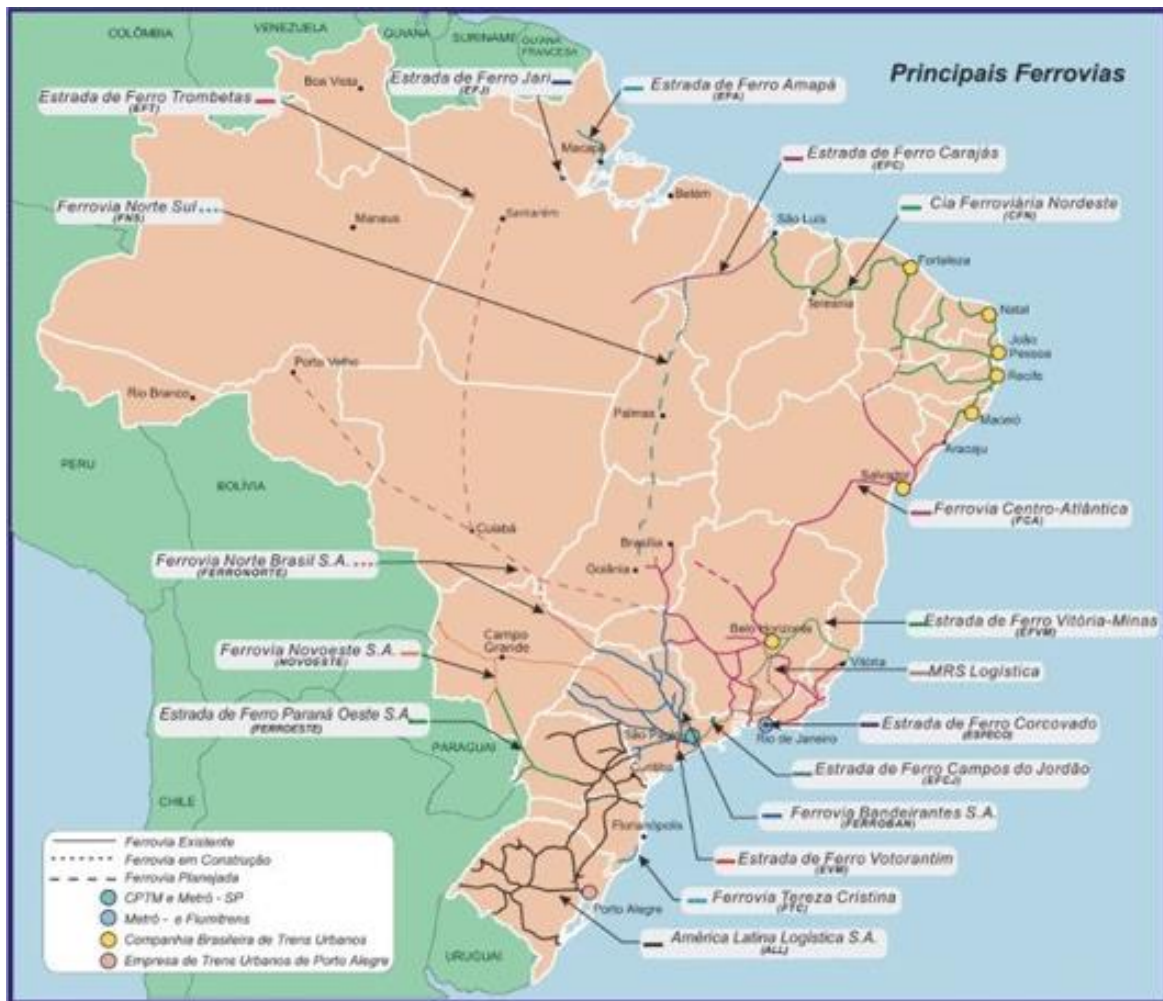 COLÔMBIA
VENEZUELA
GUYANA
SURINAME
GUYANA
FRANCESA
Principais Ferrovias
Boa Vista
Estrada de Ferro Jari
(EFJ)
Estrada de Ferro Trombetas
(EFT)
Estrada de Ferro Amapá
(EFA)
Macapá
Estrada de Ferro Carajás
(EPC)
Belém
Ferrovia Norte Sul
(FNS)
Manaus
Santarém
São Luís
Cia Ferroviária Nordeste
(CFN)
Fortaleza
Teresina
Natal
João
Pessoa
Porto Velho
Recife
Rio Branco
Palmas
Maceió
Aracaju
PERU
BOLÍVIA
Salvador
Ferrovia Centro-Atlântica
(FCA)
Cuiabá
Brasília
Ferrovia Norte Brasil S.A.
(FERRONORTE)
Goiânia
Belo Horizonte
Estrada de Ferro Vitória-Minas
(EFVM)
Campo
Grande
Ferrovia Novoeste S.A.
(NOVOESTE)
Vitória
MRS Logística
Estrada de Ferro Paraná Oeste S.A.
(FERROESTE)
São Paulo
Rio de Janeiro
Estrada de Ferro Corcovado
(ESFECO)
PARAGUAI
Curitiba
Estrada de Ferro Campos do Jordão
(EFCJ)
CHILE
Ferrovia Bandeirantes S.A.
(FERROBAN)
Florianópolis
Ferrovia Existente
Ferrovia em Construção
Estrada de Ferro Votorantim
(EVM)
Ferrovia Planejada
CPTM e Metrô - SP
Ferrovia Tereza Cristina
(FTC)
Metrô - e Flumitrens
Porto Alegre
Companhia Brasileira de Trens Urbanos
América Latina Logística S.A.
(ALL)
Empresa de Trens Urbanos de Porto Alegre
URUGUAI